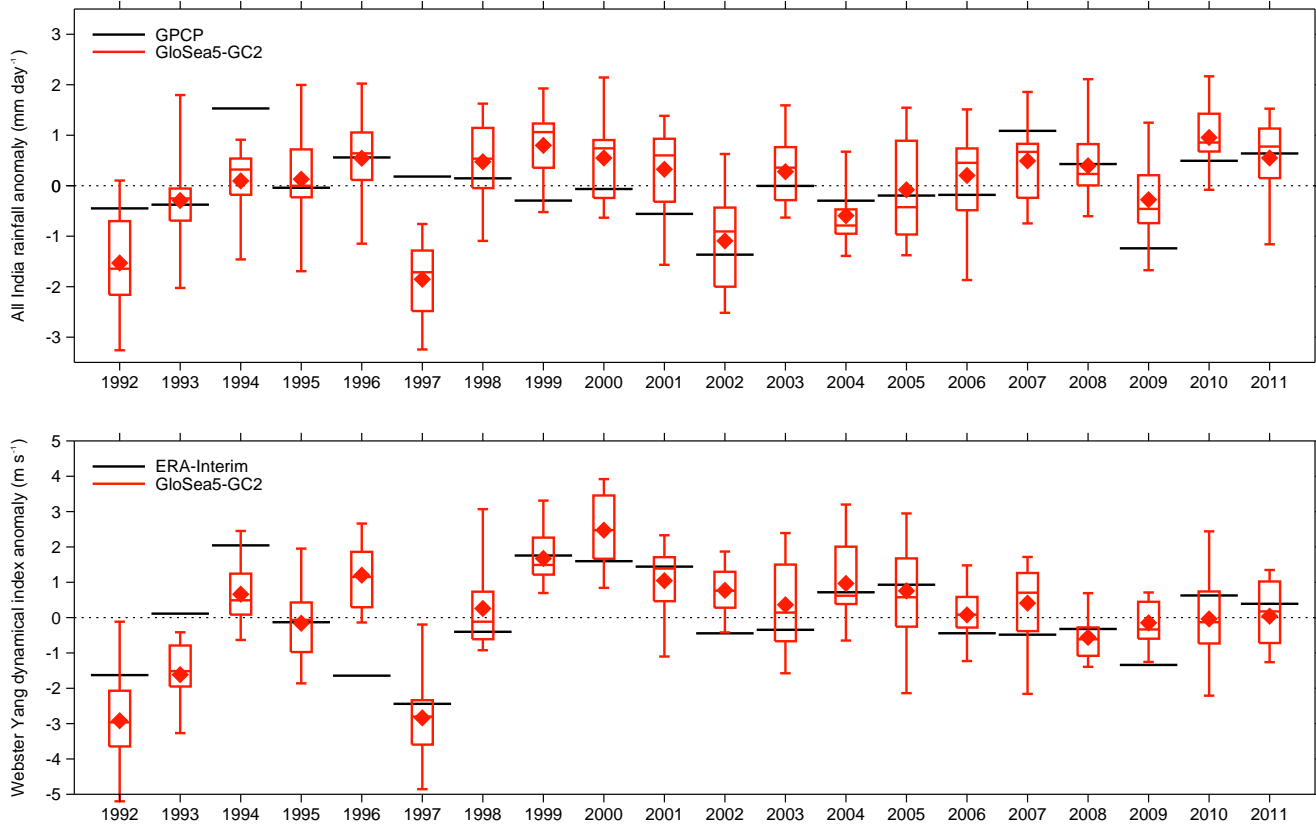 All India rainfall anomaly (mm day⁻¹)
3
2
1
0
-1
-2
-3
GPCP
GloSea5-GC2
1992 1993 1994 1995 1996 1997 1998 1999 2000 2001 2002 2003 2004 2005 2006 2007 2008 2009 2010 2011
Webster Yang dynamical index anomaly (m s⁻¹)
5
4
3
2
1
0
-1
-2
-3
-4
-5
ERA-Interim
GloSea5-GC2
1992 1993 1994 1995 1996 1997 1998 1999 2000 2001 2002 2003 2004 2005 2006 2007 2008 2009 2010 2011